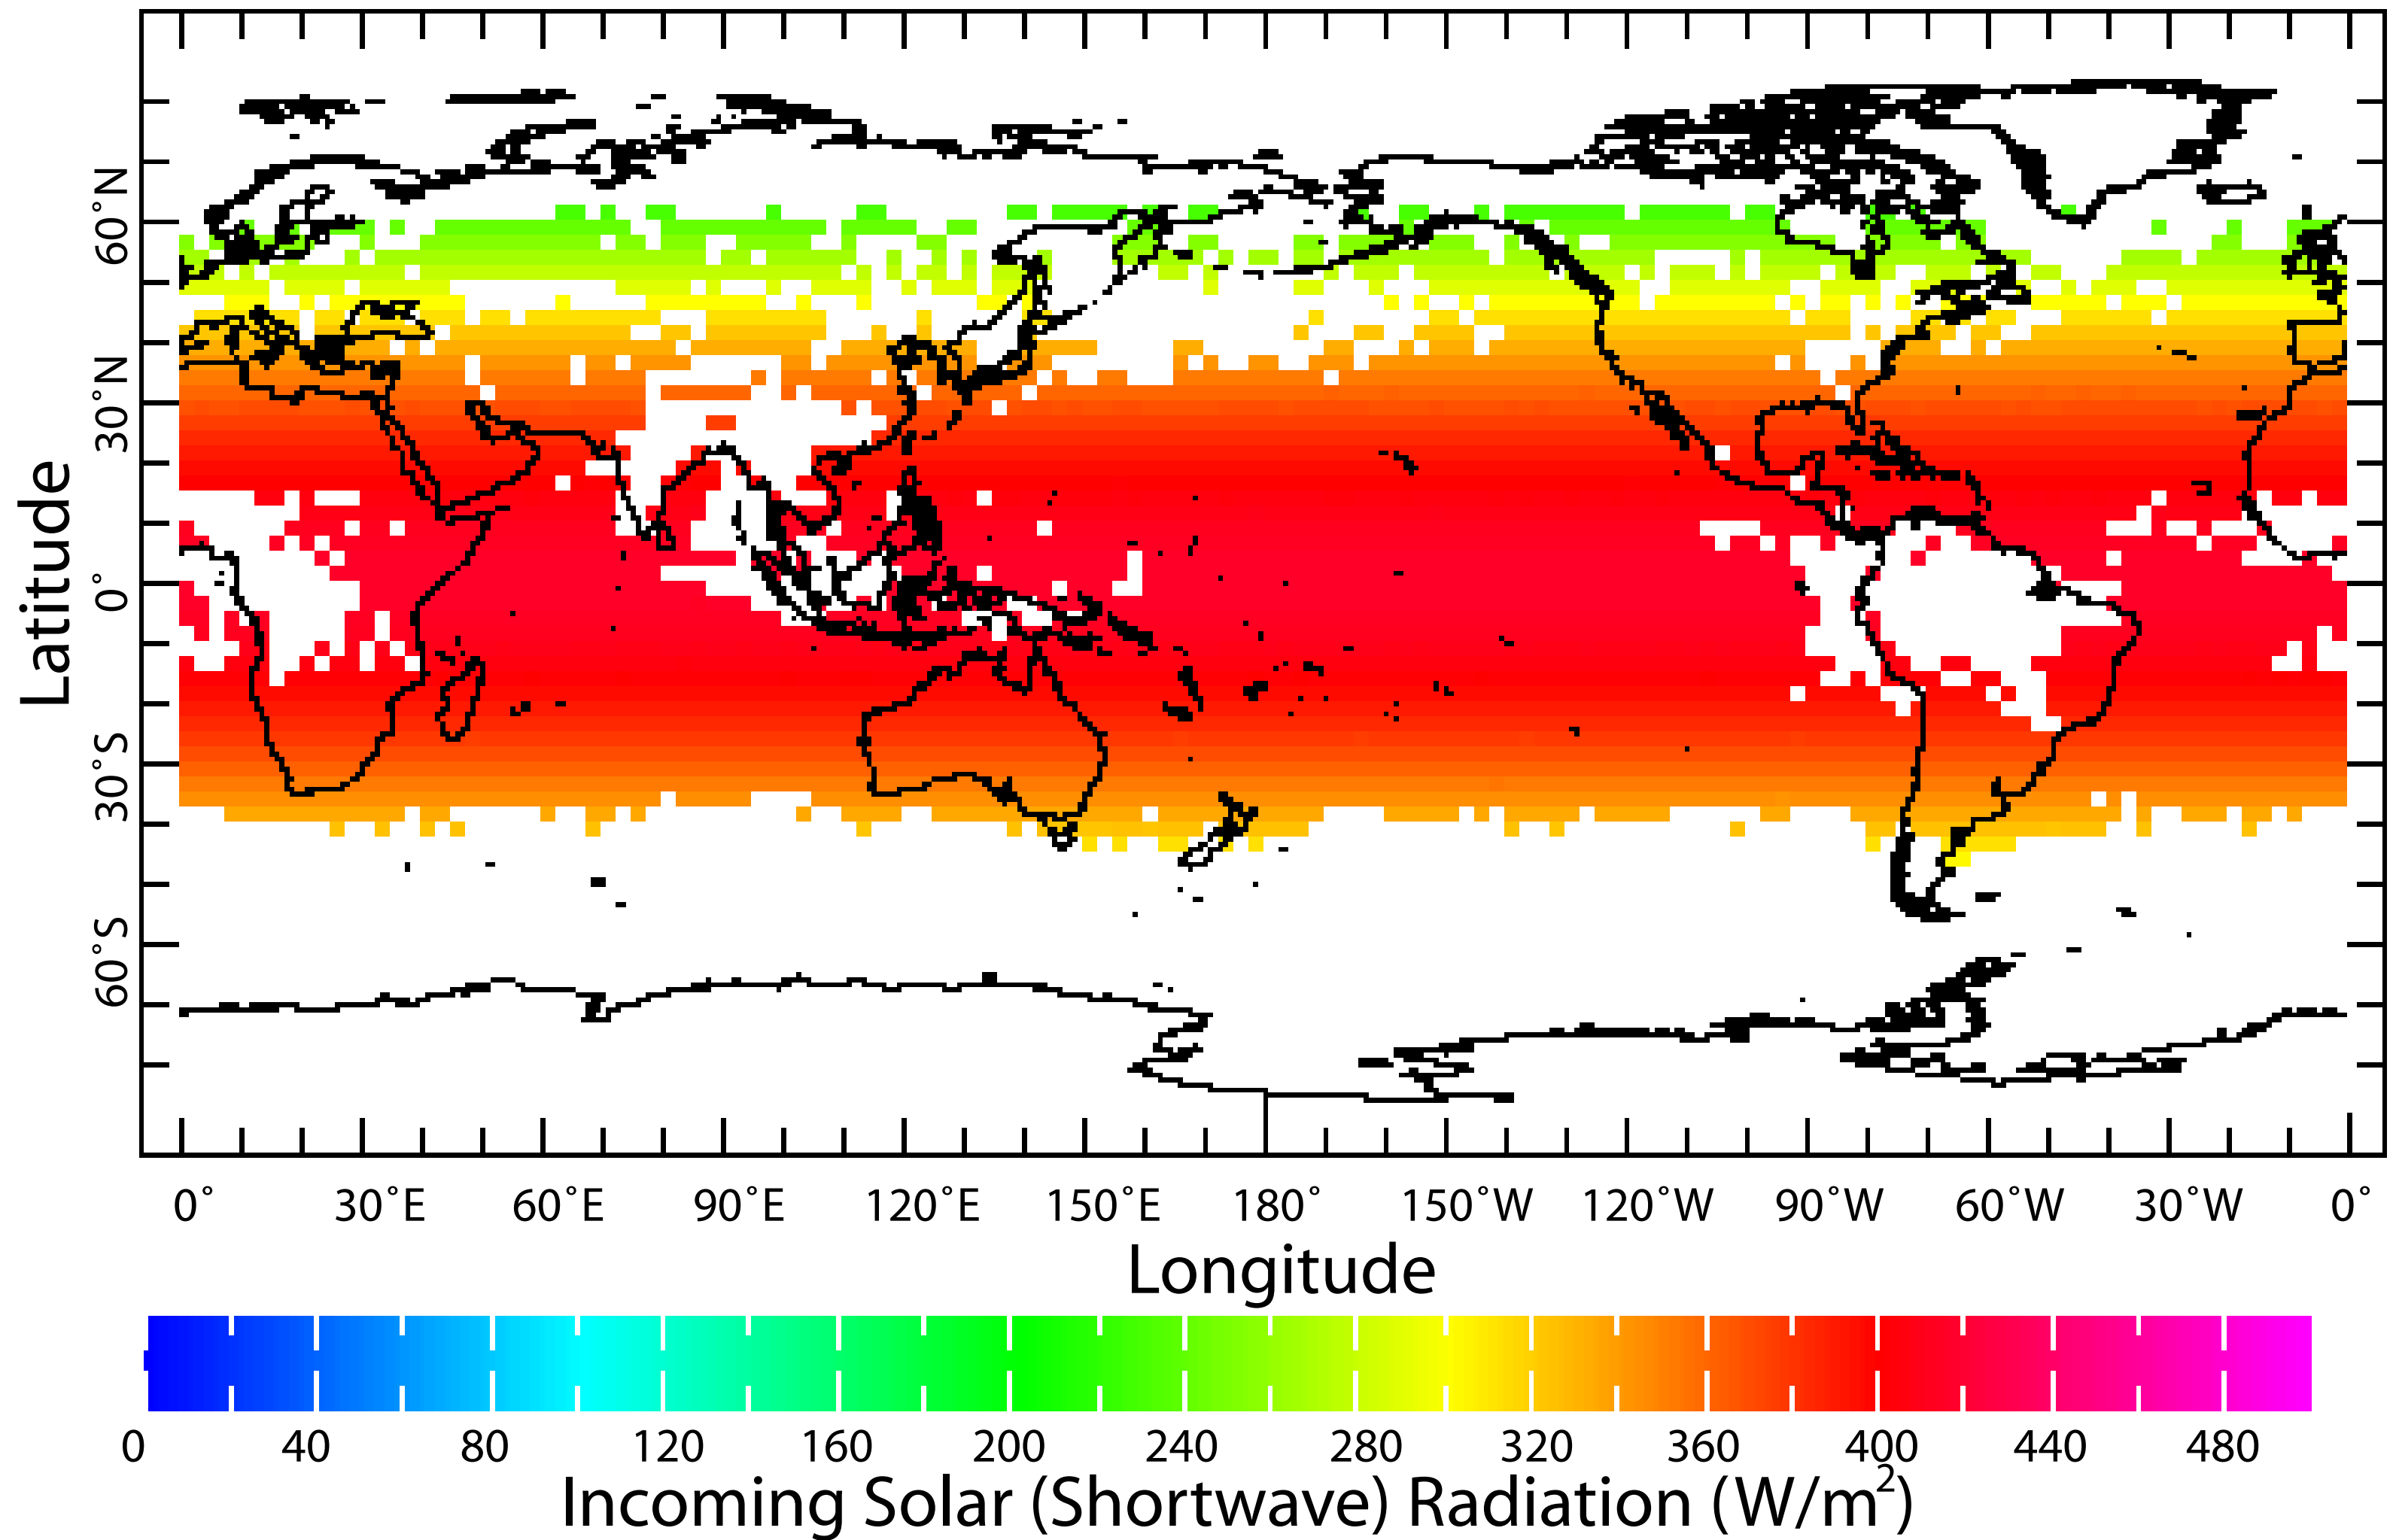 Latitude
60˚N
30˚N
0˚
30˚S
60˚S
0˚ 30˚E 60˚E 90˚E 120˚E 150˚E 180˚ 150˚W 120˚W 90˚W 60˚W 30˚W 0˚
Longitude
0 40 80 120 160 200 240 280 320 360 400 440 480
Incoming Solar (Shortwave) Radiation (W/m²)